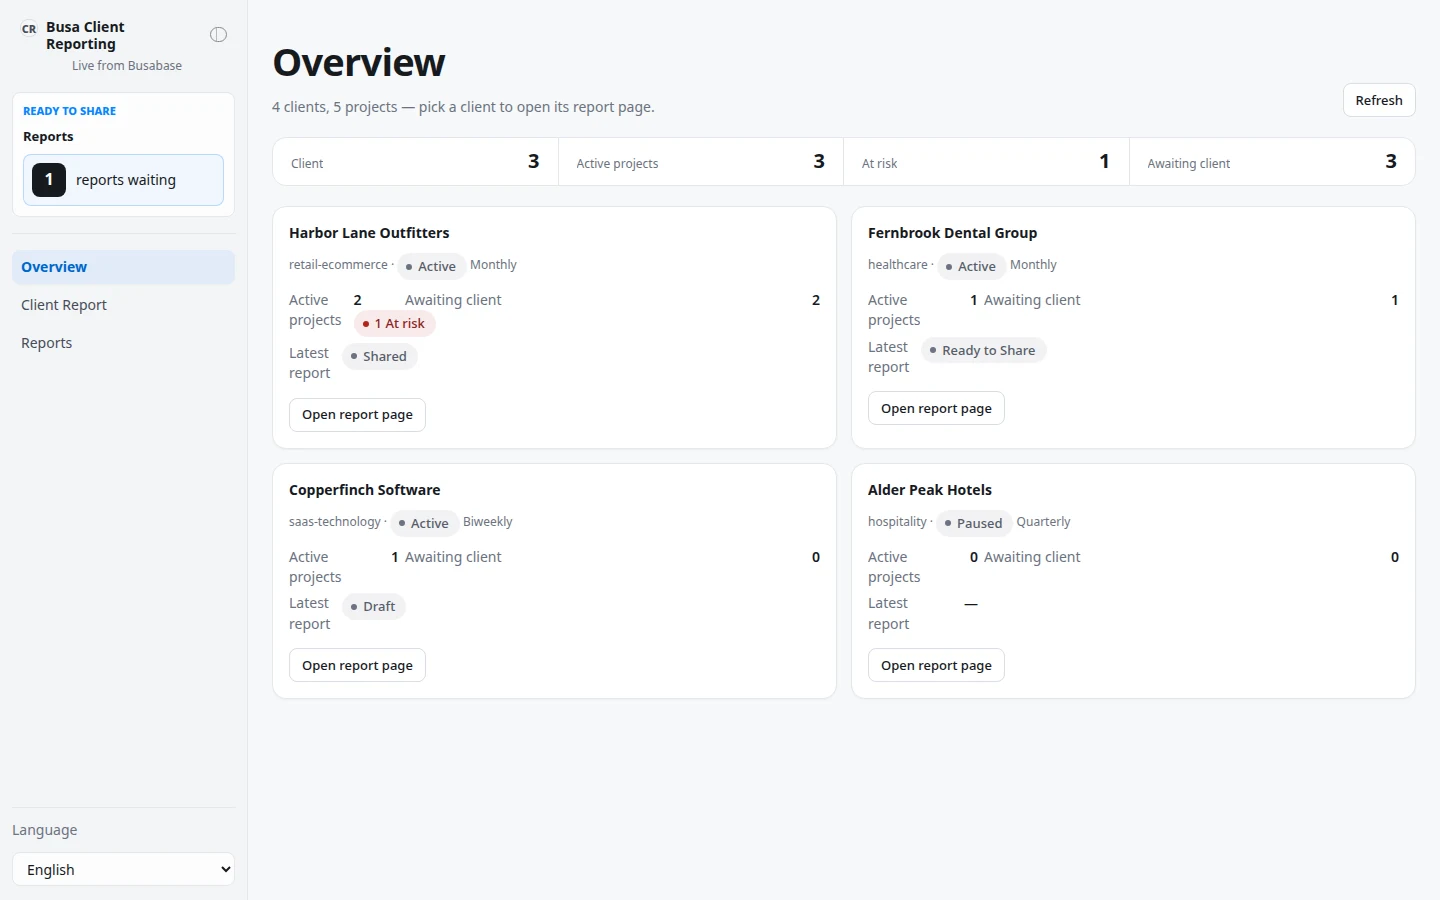 CR
Busa Client
Reporting
Live from Busabase
READY TO SHARE
Reports
1 reports waiting
Overview
Client Report
Reports
Language
English
Overview
4 clients, 5 projects — pick a client to open its report page.
Refresh
Client 3
Active projects 3
At risk 1
Awaiting client 3
Harbor Lane Outfitters
retail-ecommerce · Active Monthly
Active projects 2 Awaiting client 2
1 At risk
Latest report Shared
Open report page
Fernbrook Dental Group
healthcare · Active Monthly
Active projects 1 Awaiting client 1
Latest report Ready to Share
Open report page
Copperfinch Software
saas-technology · Active Biweekly
Active projects 1 Awaiting client 0
Latest report Draft
Open report page
Alder Peak Hotels
hospitality · Paused Quarterly
Active projects 0 Awaiting client 0
Latest report —
Open report page